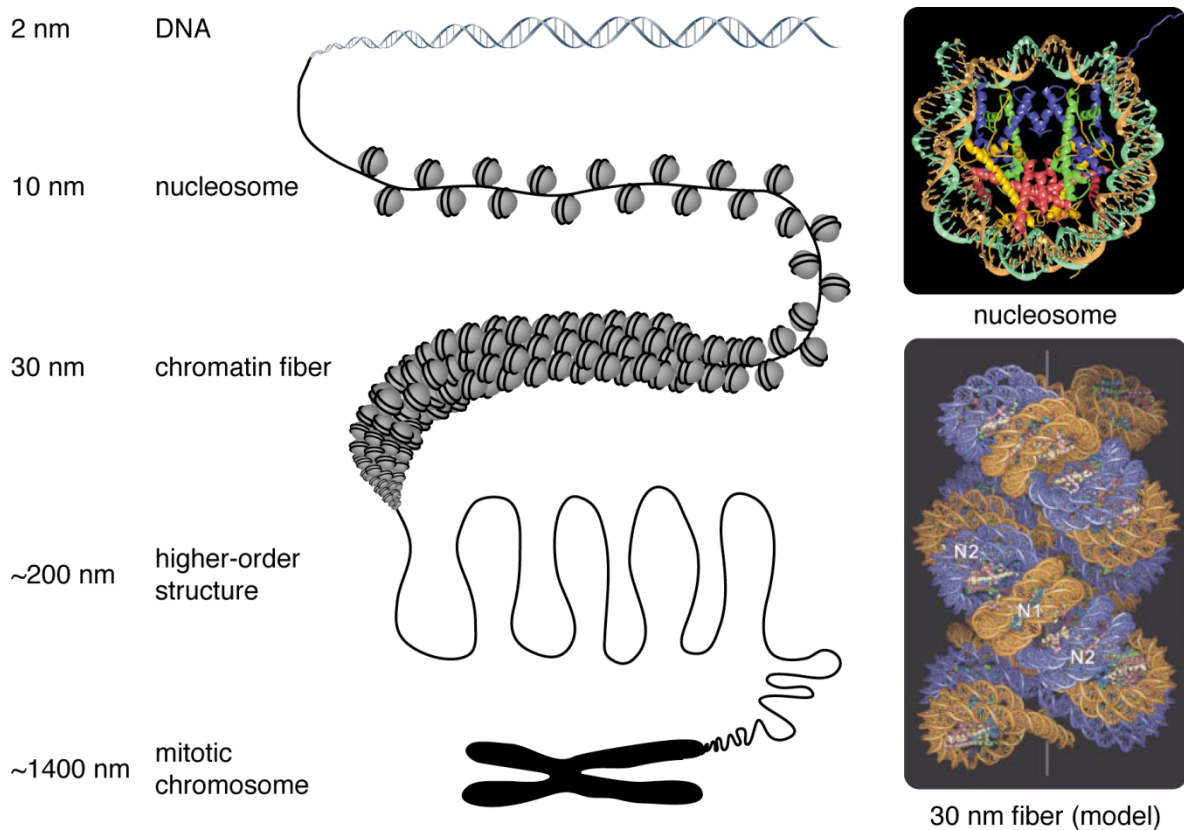 2 nm DNA
10 nm nucleosome
30 nm chromatin fiber
~200 nm higher-order
structure
~1400 nm mitotic
chromosome
nucleosome
N2
N1
N2
30 nm fiber (model)